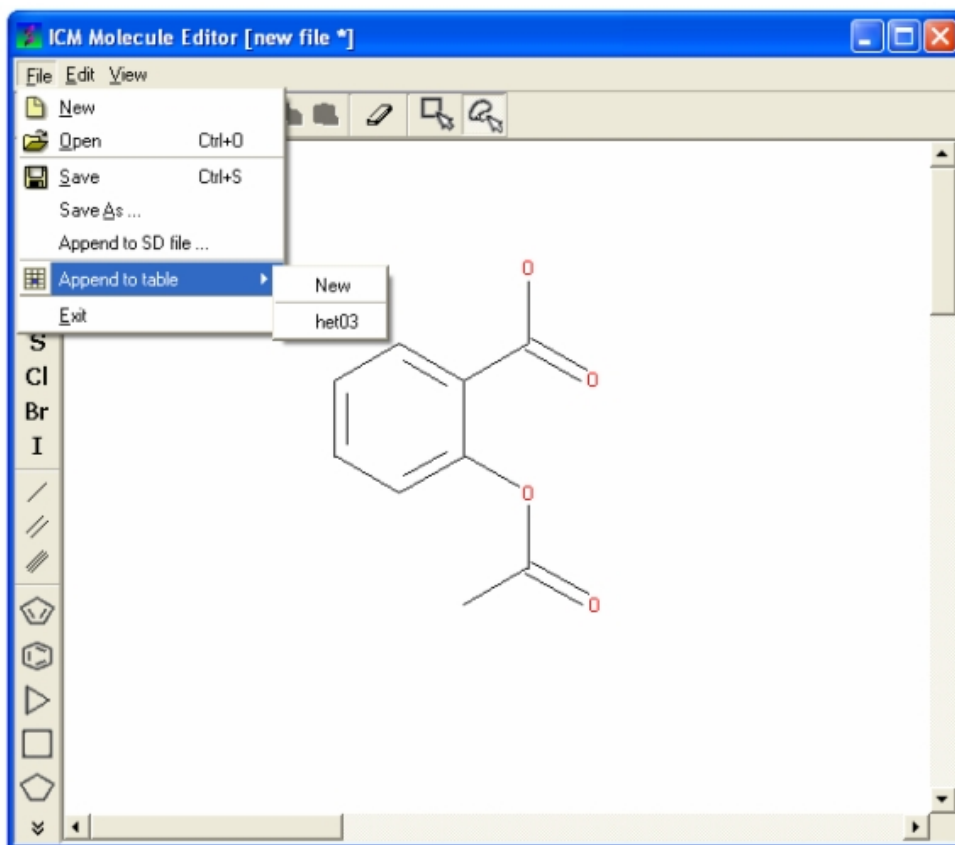 ICM Molecule Editor [new file *]
File Edit View
New
Open Ctrl+O
Save Ctrl+S
Save As ...
Append to SD file ...
Append to table
New
Exit
het03
S
Cl
Br
I
O
O
O
O